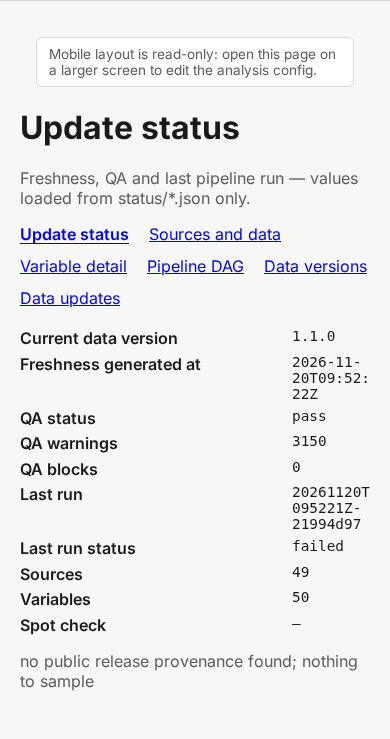 Mobile layout is read-only: open this page on
a larger screen to edit the analysis config.
Update status
Freshness, QA and last pipeline run — values
loaded from status/*.json only.
Update status Sources and data
Variable detail Pipeline DAG Data versions
Data updates
Current data version 1.1.0
Freshness generated at 2026-11-
20T09:52:
22Z
QA status pass
QA warnings 3150
QA blocks 0
Last run 20261120T
095221Z-
21994d97
Last run status failed
Sources 49
Variables 50
Spot check —
no public release provenance found; nothing
to sample